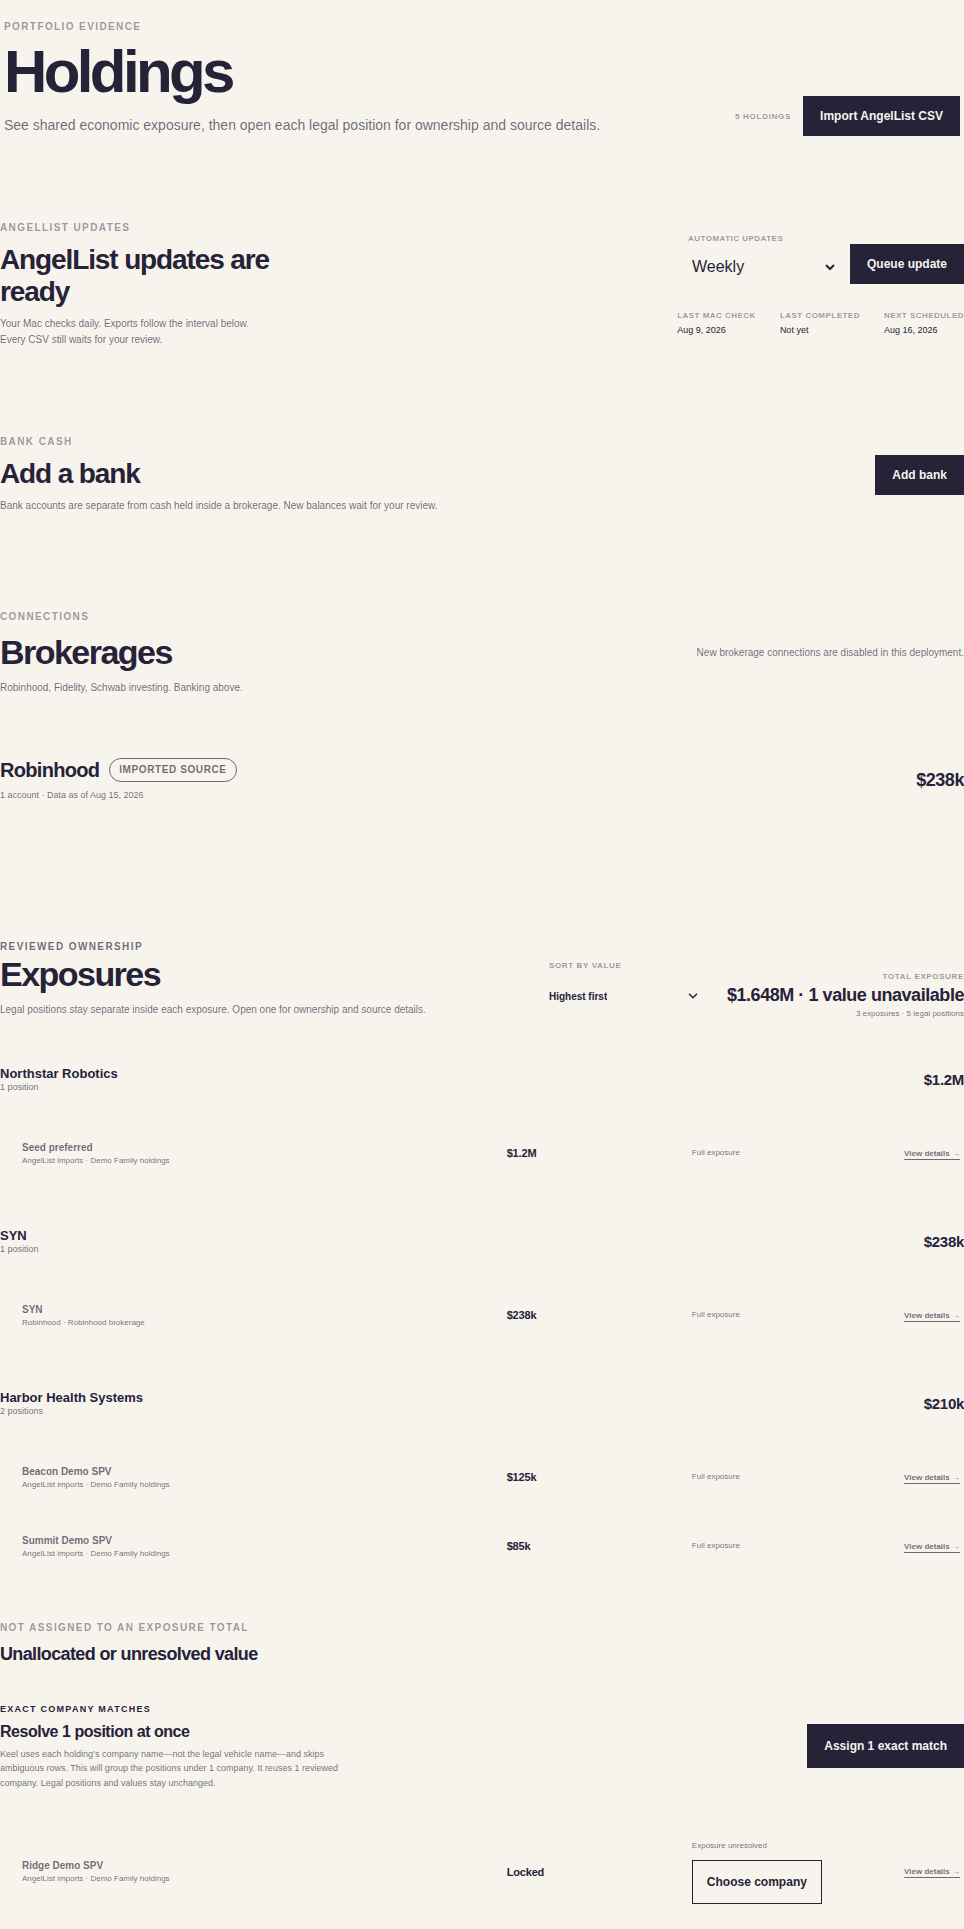 PORTFOLIO EVIDENCE
Holdings
See shared economic exposure, then open each legal position for ownership and source details.
5 HOLDINGS
Import AngelList CSV
ANGELLIST UPDATES
AngelList updates are
ready
Your Mac checks daily. Exports follow the interval below.
Every CSV still waits for your review.
AUTOMATIC UPDATES
Weekly
Queue update
LAST MAC CHECK
Aug 9, 2026
LAST COMPLETED
Not yet
NEXT SCHEDULED
Aug 16, 2026
BANK CASH
Add a bank
Bank accounts are separate from cash held inside a brokerage. New balances wait for your review.
Add bank
CONNECTIONS
Brokerages
Robinhood, Fidelity, Schwab investing. Banking above.
New brokerage connections are disabled in this deployment.
Robinhood IMPORTED SOURCE
1 account · Data as of Aug 15, 2026
$238k
REVIEWED OWNERSHIP
Exposures
Legal positions stay separate inside each exposure. Open one for ownership and source details.
SORT BY VALUE
Highest first
TOTAL EXPOSURE
$1.648M · 1 value unavailable
3 exposures · 5 legal positions
Northstar Robotics
1 position
$1.2M
Seed preferred
AngelList imports · Demo Family holdings
$1.2M
Full exposure
View details →
SYN
1 position
$238k
SYN
Robinhood · Robinhood brokerage
$238k
Full exposure
View details →
Harbor Health Systems
2 positions
$210k
Beacon Demo SPV
AngelList imports · Demo Family holdings
$125k
Full exposure
View details →
Summit Demo SPV
AngelList imports · Demo Family holdings
$85k
Full exposure
View details →
NOT ASSIGNED TO AN EXPOSURE TOTAL
Unallocated or unresolved value
EXACT COMPANY MATCHES
Resolve 1 position at once
Keel uses each holding's company name—not the legal vehicle name—and skips
ambiguous rows. This will group the positions under 1 company. It reuses 1 reviewed
company. Legal positions and values stay unchanged.
Assign 1 exact match
Ridge Demo SPV
AngelList imports · Demo Family holdings
Locked
Exposure unresolved
Choose company
View details →